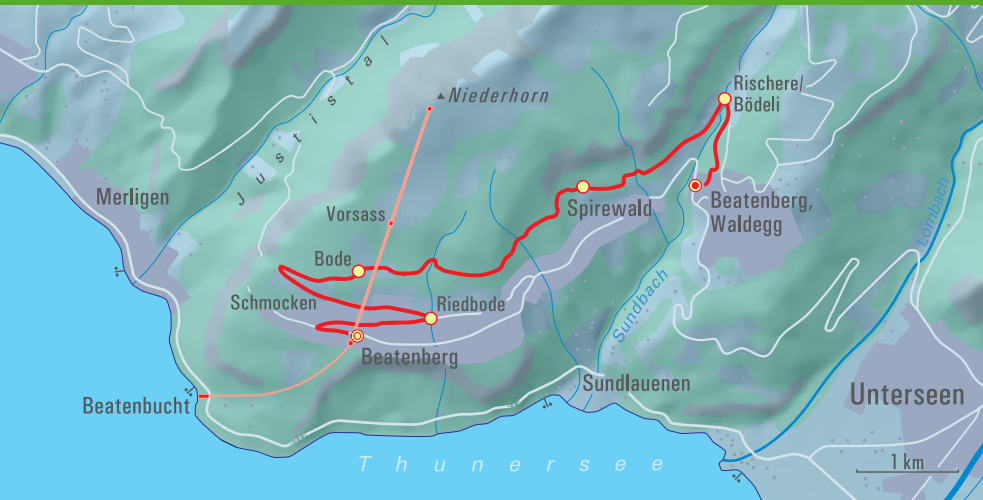 Justistal
Niederhorn
Rischere/
Bödeli
Merligen
Vorsass
Spirewald
Beatenberg,
Waldegg
Lombach
Bode
Schmocken
Riedbode
Sundbach
Beatenberg
Sundlauenen
Beatenbucht
Unterseen
Thunersee
1 km